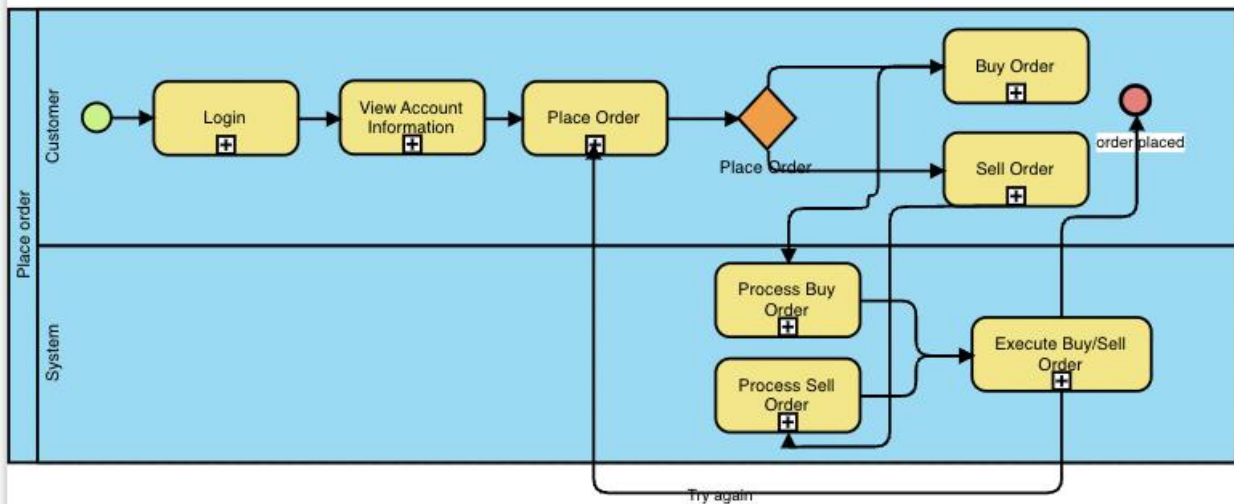 Place order
Customer
Login
View Account
Information
Place Order
Place Order
Buy Order
Sell Order
order placed
System
Process Buy
Order
Process Sell
Order
Execute Buy/Sell
Order
Try again